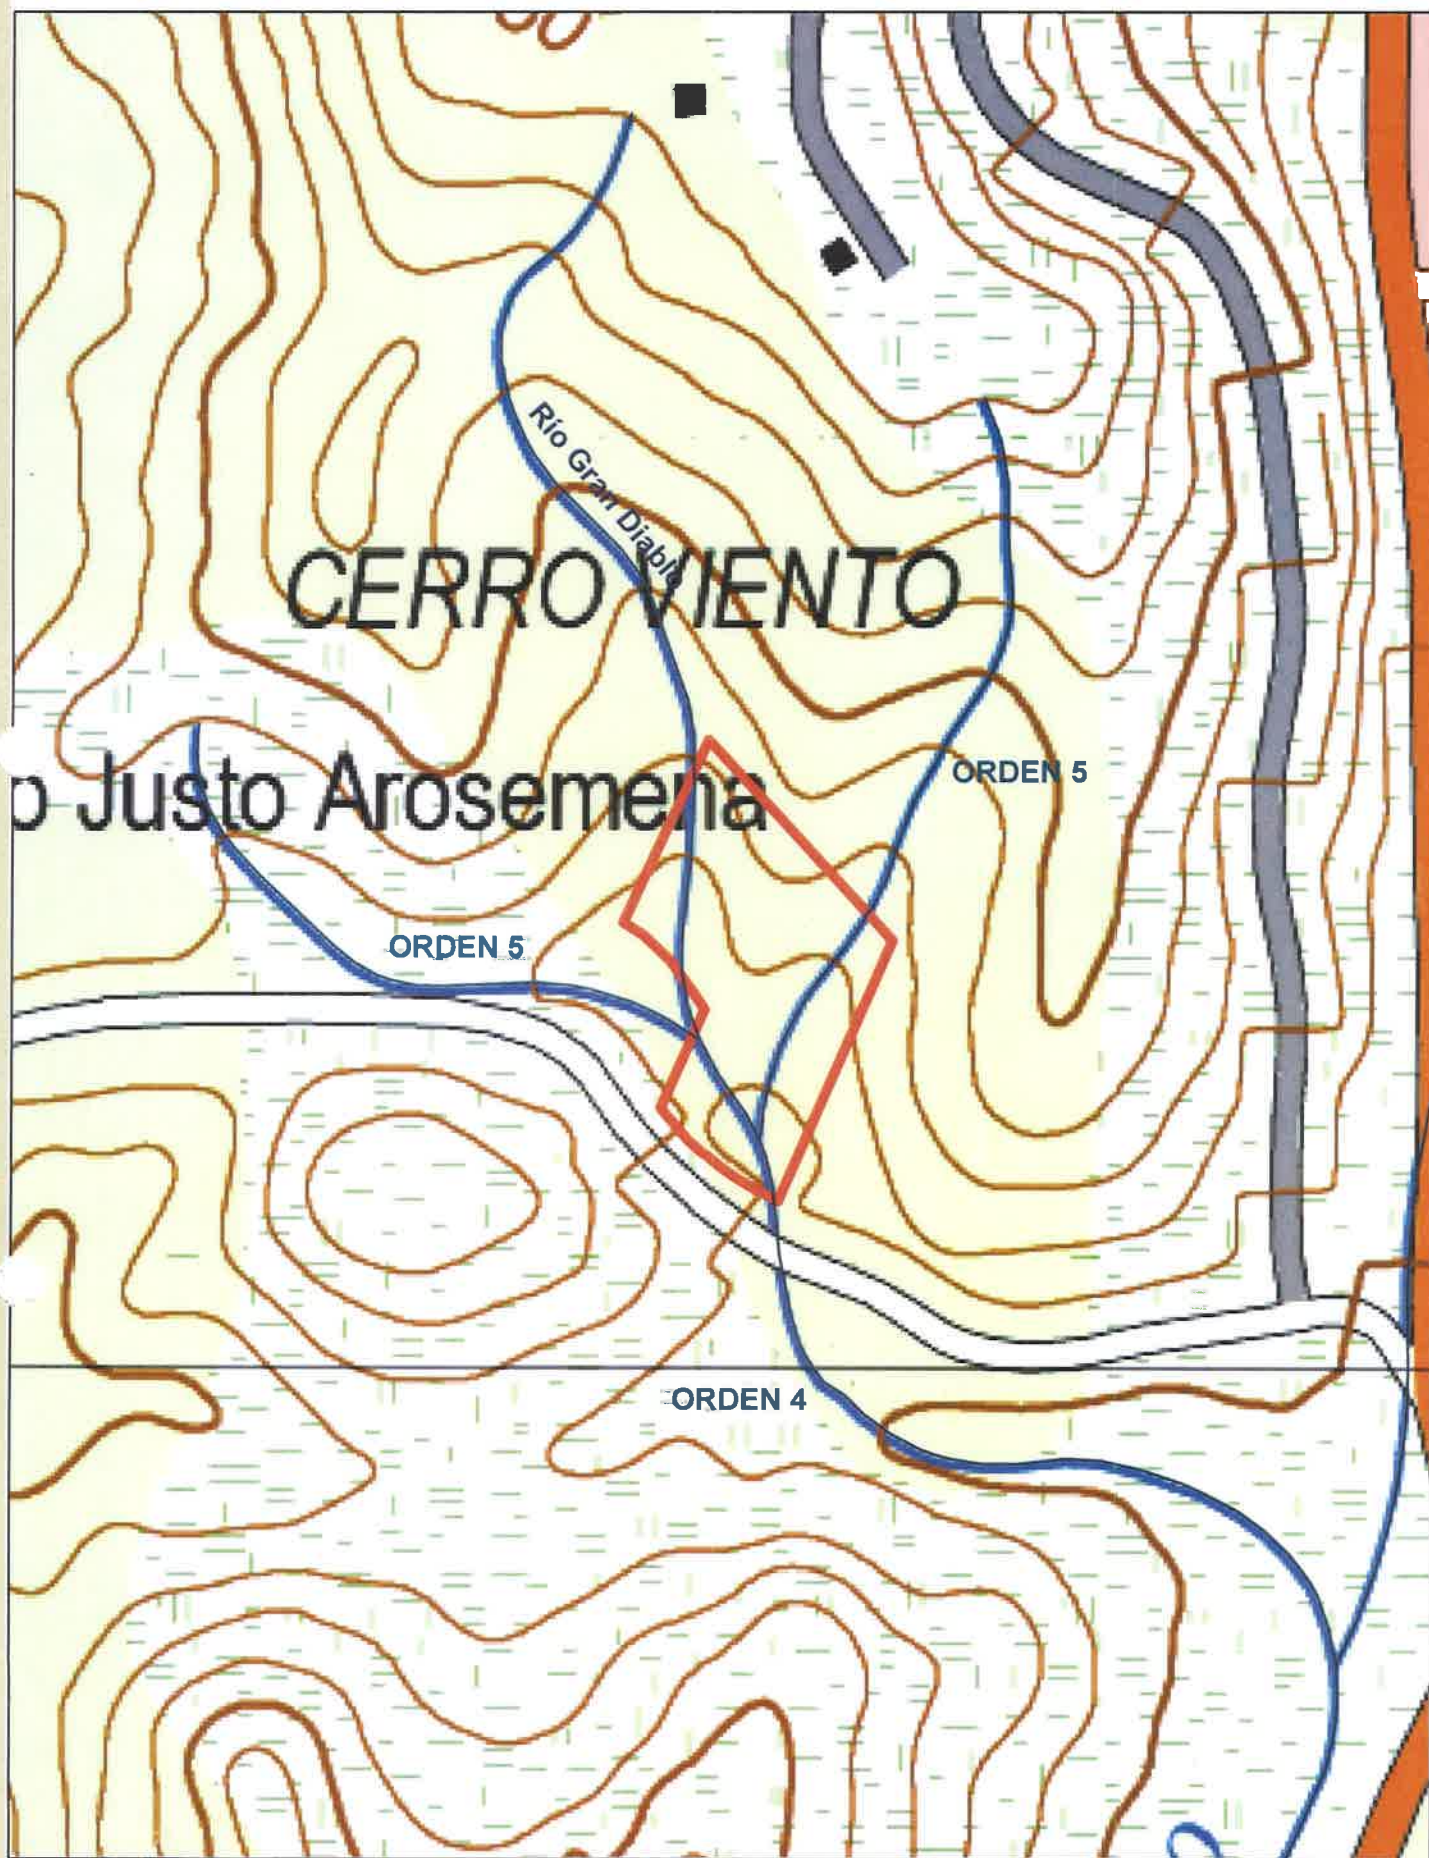 Río Gran Diablo
CERRO VIENTO
ORDEN 5
o Justo Arosemena
ORDEN 5
ORDEN 4